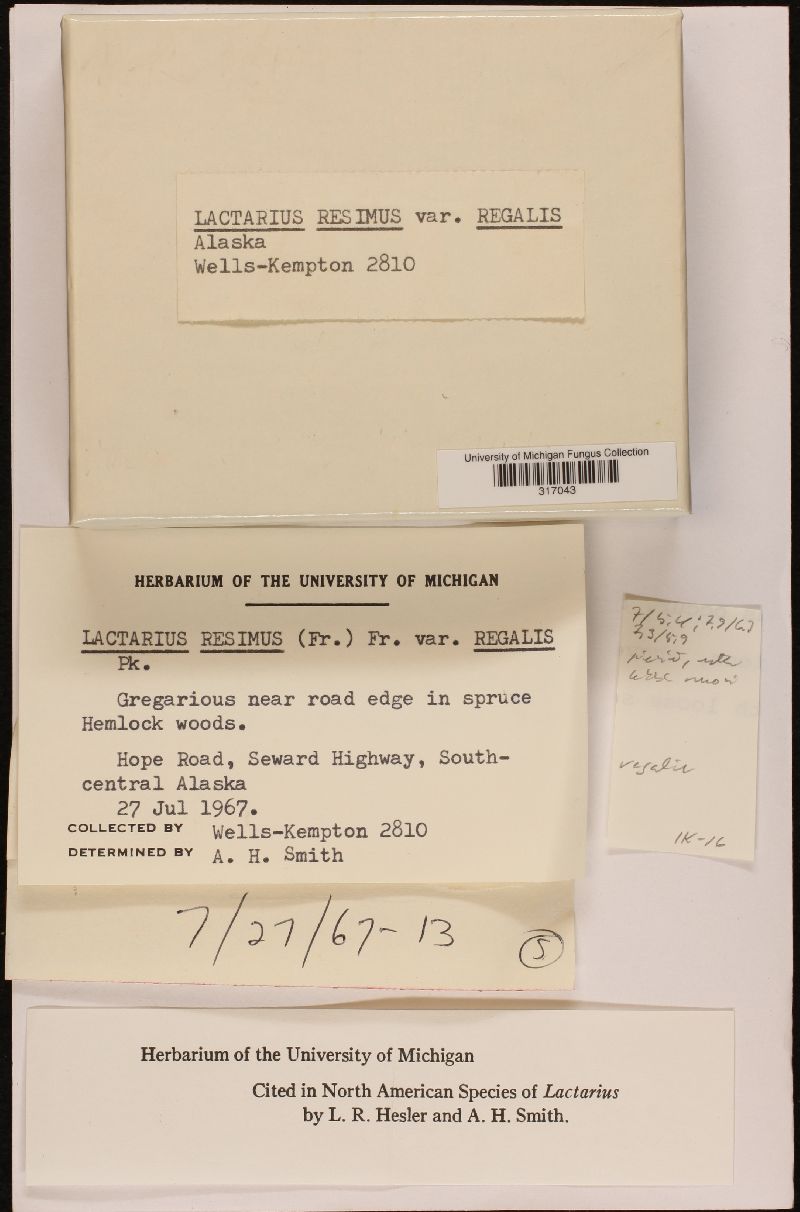 LACTARIUS RESIMUS var. REGALIS
Alaska
Wells-Kempton 2810
University of Michigan Fungus Collection
317043
HERBARIUM OF THE UNIVERSITY OF MICHIGAN
LACTARIUS RESIMUS (Fr.) Fr. var. REGALIS
Pk.
Gregarious near road edge in spruce
Hemlock woods.
Hope Road, Seward Highway, South-
central Alaska
27 Jul 1967.
COLLECTED BY Wells-Kempton 2810
DETERMINED BY A. H. Smith
regalis
1K-16
7/27/67-13
5
Herbarium of the University of Michigan
Cited in North American Species of Lactarius
by L. R. Hesler and A. H. Smith.